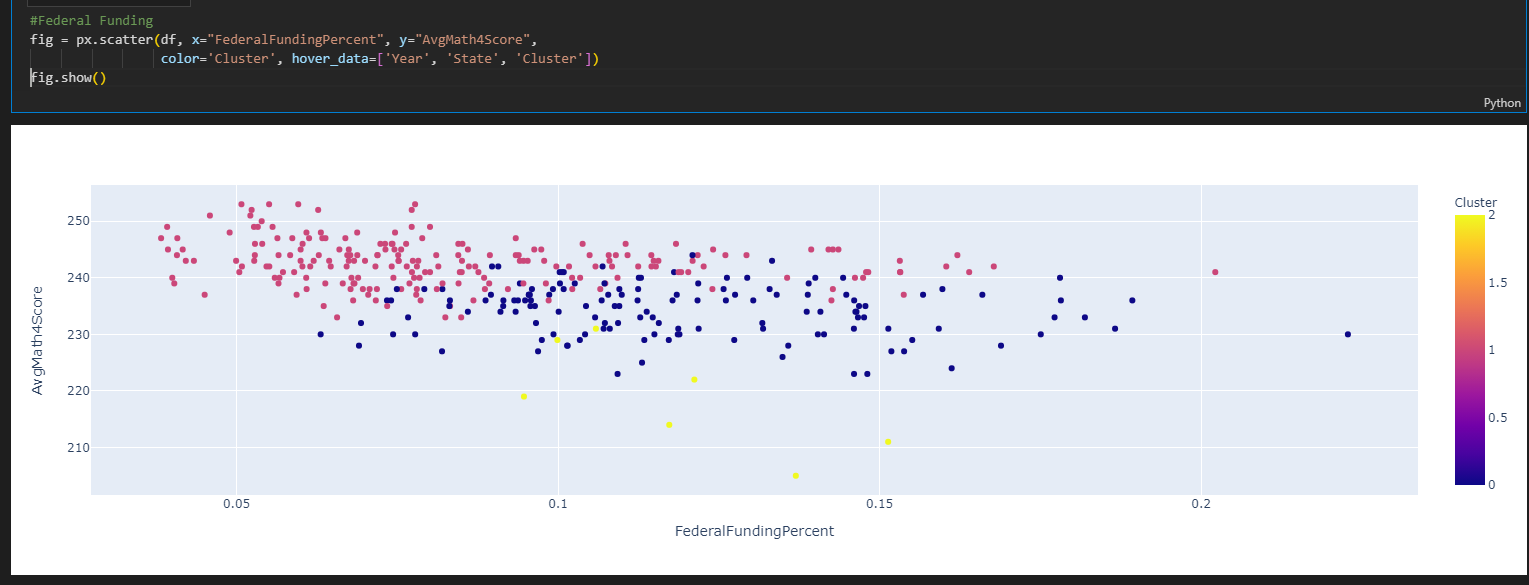 #Federal Funding
fig = px.scatter(df, x="FederalFundingPercent", y="AvgMath4Score",
color='Cluster', hover_data=['Year', 'State', 'Cluster'])
fig.show()
Python
Cluster
2
1.5
1
0.5
0
250
240
230
220
210
AvgMath4Score
0.05
0.1
0.15
0.2
FederalFundingPercent